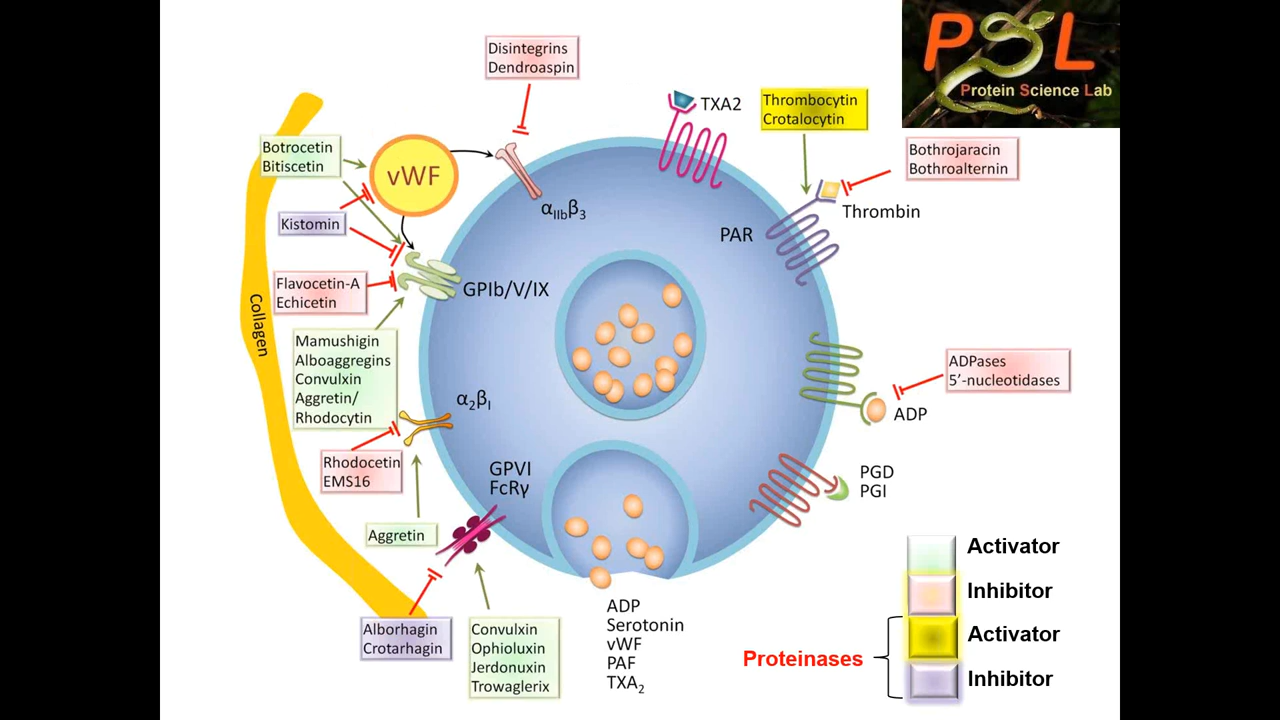 PSL
Protein Science Lab
Disintegrins
Dendroaspin
TXA2
Thrombocytin
Crotalocytin
Bothrojaracin
Bothroalternin
Botrocetin
Bitiscetin
vWF
αIIbβ3
Thrombin
Kistomin
PAR
Flavocetin-A
Echicetin
GPIb/V/IX
Collagen
Mamushigin
Alboaggregins
Convulxin
Aggretin/
Rhodocytin
ADPases
5’-nucleotidases
α2βI
ADP
Rhodocetin
EMS16
GPVI
FcRγ
PGD
PGI
Aggretin
Alborhagin
Crotarhagin
Convulxin
Ophioluxin
Jerdonuxin
Trowaglerix
ADP
Serotonin
vWF
PAF
TXA2
Activator
Inhibitor
Proteinases
Activator
Inhibitor